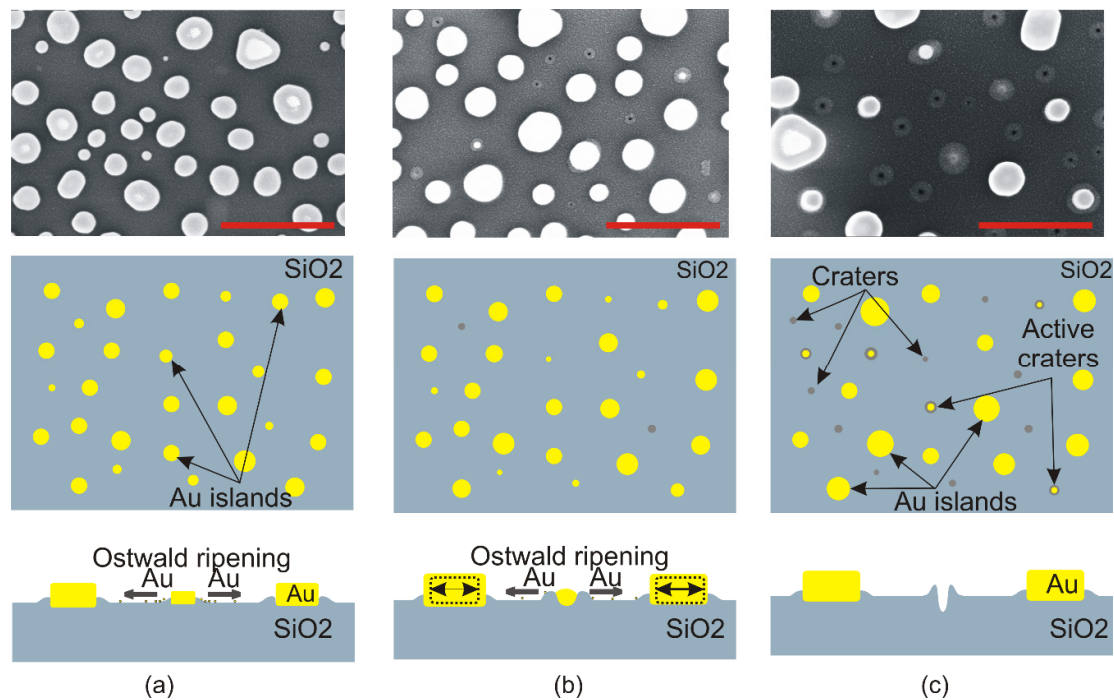 SiO2
SiO2
SiO2
Craters
Active
craters
Au islands
Au islands
Ostwald ripening
Au Au
Au
SiO2
Ostwald ripening
Au Au
SiO2
Au
SiO2
(a)
(b)
(c)